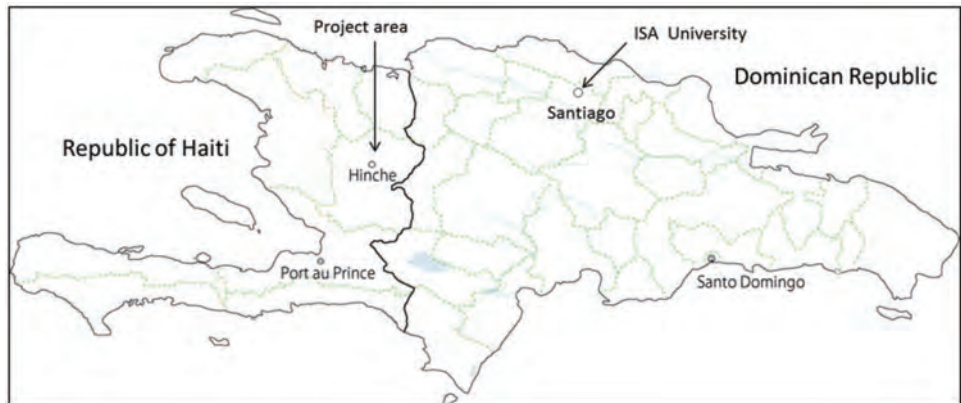 Project area
ISA University
Dominican Republic
Santiago
Republic of Haiti
Hinche
Port au Prince
Santo Domingo